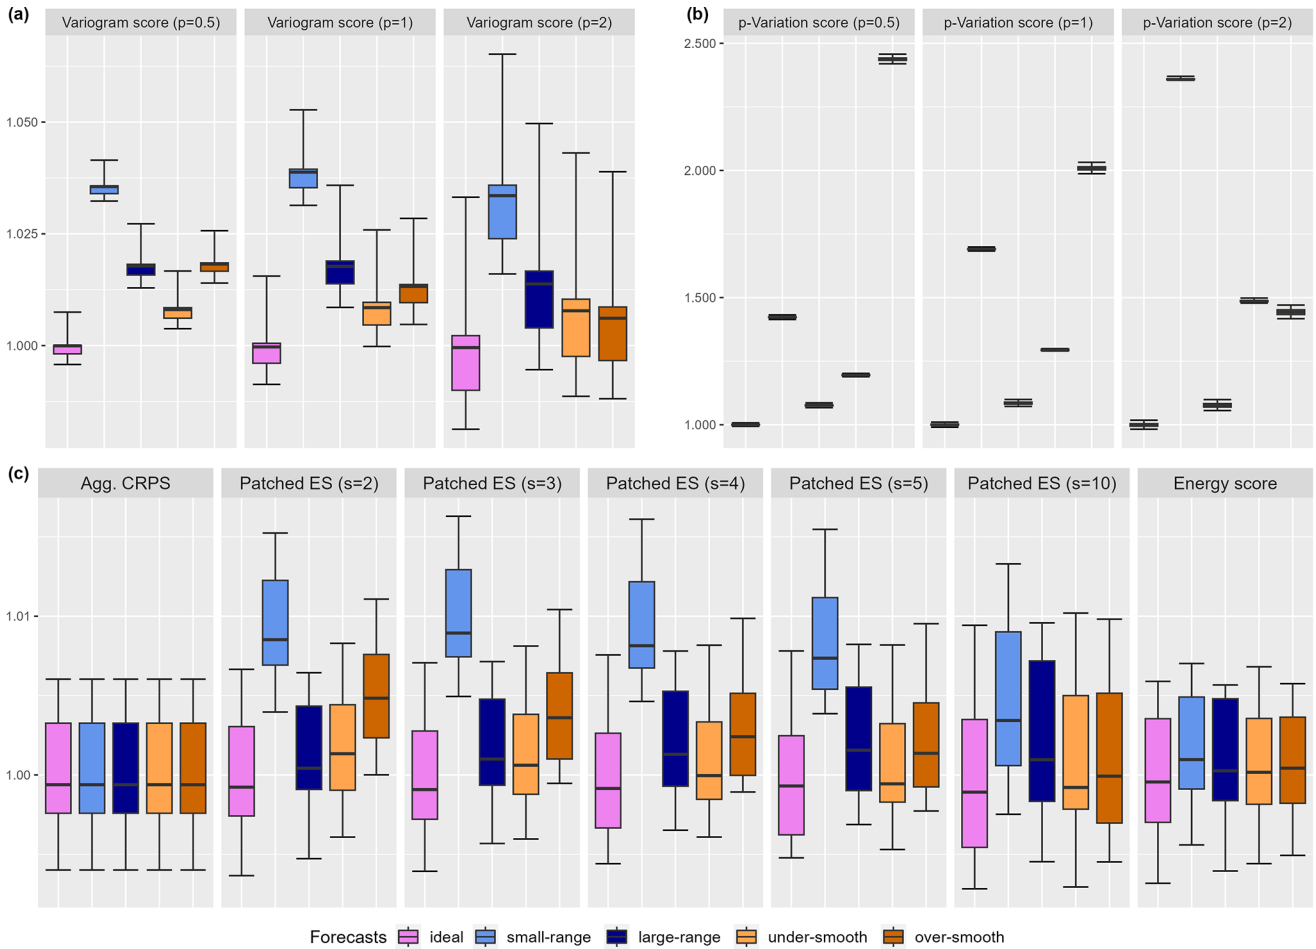 (a)
Variogram score (p=0.5)
Variogram score (p=1)
Variogram score (p=2)
1.050
1.025
1.000
(b)
p-Variation score (p=0.5)
p-Variation score (p=1)
p-Variation score (p=2)
2.500
2.000
1.500
1.000
(c)
Agg. CRPS
Patched ES (s=2)
Patched ES (s=3)
Patched ES (s=4)
Patched ES (s=5)
Patched ES (s=10)
Energy score
1.01
1.00
Forecasts ideal small-range large-range under-smooth over-smooth